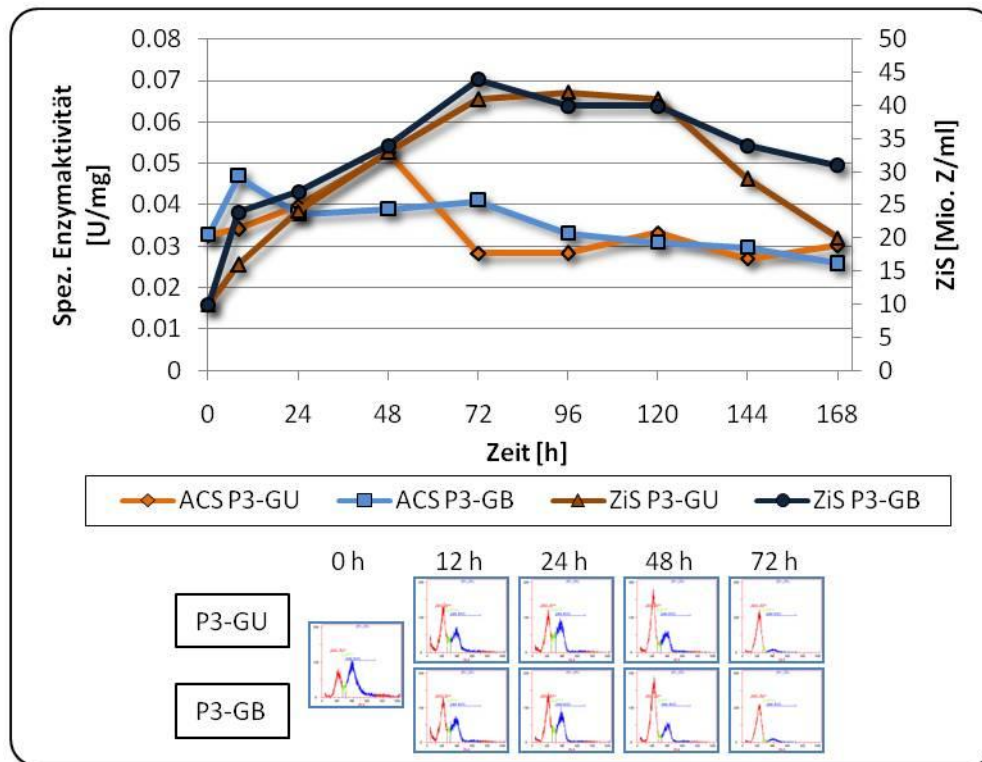 Spez. Enzymaktivität
[U/mg]
0.08
0.07
0.06
0.05
0.04
0.03
0.02
0.01
0
50
45
40
35
30
25
20
15
10
5
0
ZiS [Mio. Z/ml]
0 24 48 72 96 120 144 168
Zeit [h]
ACS P3-GU ACS P3-GB ZiS P3-GU ZiS P3-GB
0 h 12 h 24 h 48 h 72 h
P3-GU
P3-GB